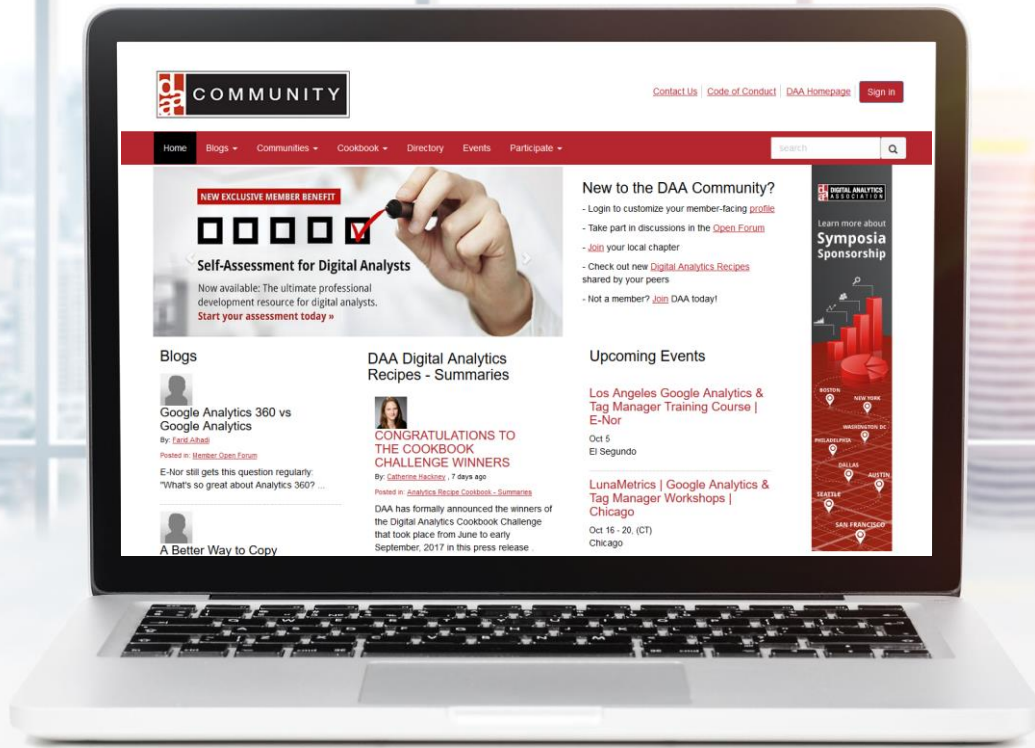 daa COMMUNITY
Contact Us | Code of Conduct | DAA Homepage Sign in
Home Blogs Communities Cookbook Directory Events Participate search
NEW EXCLUSIVE MEMBER BENEFIT
Self-Assessment for Digital Analysts
Now available: The ultimate professional
development resource for digital analysts.
Start your assessment today »
New to the DAA Community?
- Login to customize your member-facing profile
- Take part in discussions in the Open Forum
- Join your local chapter
- Check out new Digital Analytics Recipes
shared by your peers
- Not a member? Join DAA today!
daa DIGITAL ANALYTICS
ASSOCIATION
Learn more about
Symposia
Sponsorship
BOSTON
NEW YORK
WASHINGTON DC
PHILADELPHIA
DALLAS
AUSTIN
SEATTLE
SAN FRANCISCO
Blogs
Google Analytics 360 vs
Google Analytics
By: Farid Alhadi
Posted in: Member Open Forum
E-Nor still gets this question regularly:
"What's so great about Analytics 360? ...
A Better Way to Copy
DAA Digital Analytics
Recipes - Summaries
CONGRATULATIONS TO
THE COOKBOOK
CHALLENGE WINNERS
By: Catherine Hackney , 7 days ago
Posted in: Analytics Recipe Cookbook - Summaries
DAA has formally announced the winners of
the Digital Analytics Cookbook Challenge
that took place from June to early
September, 2017 in this press release
Upcoming Events
Los Angeles Google Analytics &
Tag Manager Training Course |
E-Nor
Oct 5
El Segundo
LunaMetrics | Google Analytics &
Tag Manager Workshops |
Chicago
Oct 16 - 20, (CT)
Chicago